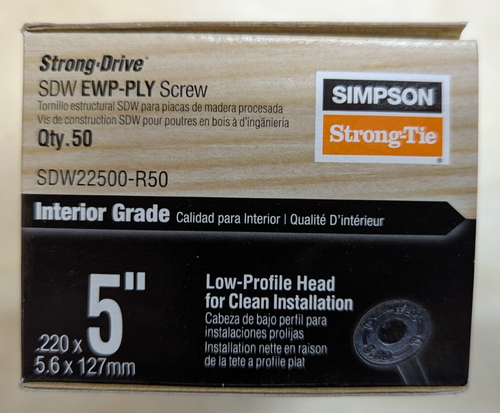 Strong-Drive®
SDW EWP-PLY Screw
Tornillo estructural SDW para placas de madera procesada
Vis de construction SDW pour poutres en bois à d'ingänieria
Qty.50
SIMPSON
Strong-Tie
®
SDW22500-R50
Interior Grade Calidad para Interior | Qualité D'intérieur
5"
.220 x
5.6 x 127mm
Low-Profile Head
for Clean Installation
Cabeza de bajo perfil para
instalaciones prolijas
Installation nette en raison
de la tete a profile plat